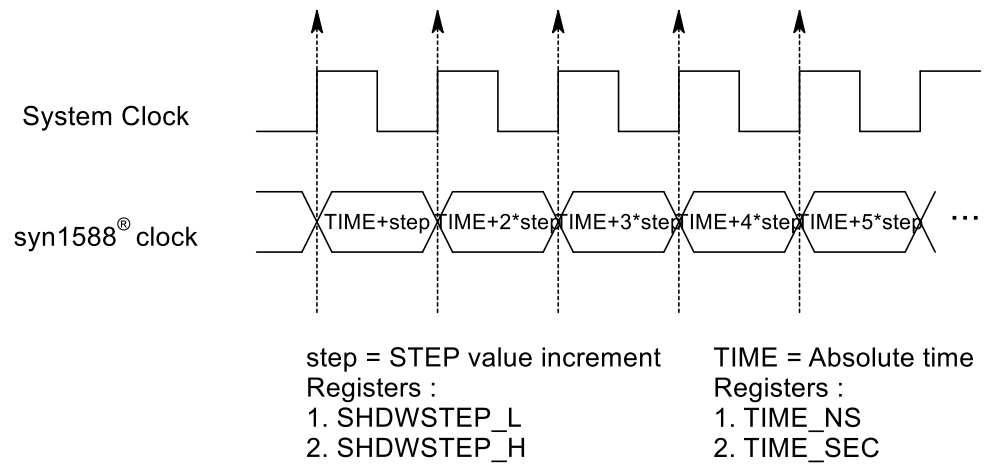 System Clock
syn1588® clock
TIME+step TIME+2*step TIME+3*step TIME+4*step TIME+5*step ...
step = STEP value increment
Registers :
1. SHDWSTEP_L
2. SHDWSTEP_H
TIME = Absolute time
Registers :
1. TIME_NS
2. TIME_SEC